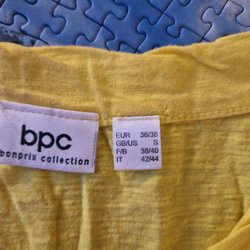 bpc
bonprix collection
EUR 36/38
GB/US S
F/B 38/40
IT 42/44